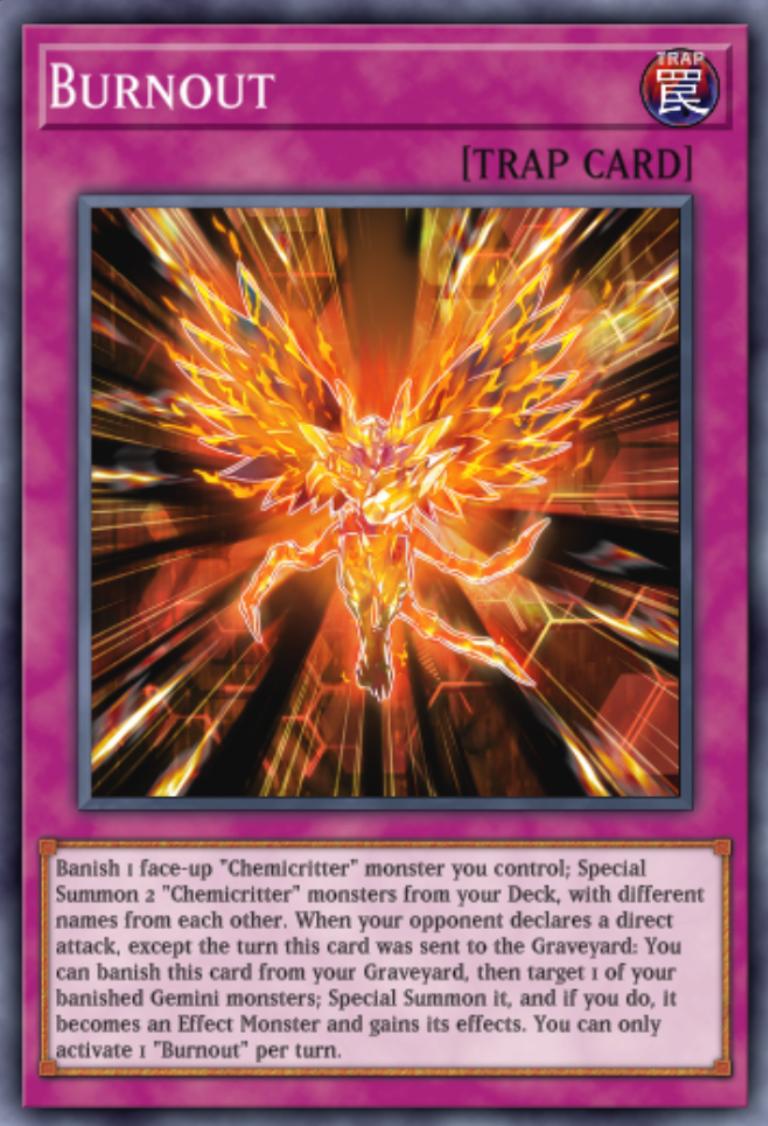 BURNOUT
TRAP
罠
[TRAP CARD]
Banish 1 face-up "Chemicritter" monster you control; Special
Summon 2 "Chemicritter" monsters from your Deck, with different
names from each other. When your opponent declares a direct
attack, except the turn this card was sent to the Graveyard: You
can banish this card from your Graveyard, then target 1 of your
banished Gemini monsters; Special Summon it, and if you do, it
becomes an Effect Monster and gains its effects. You can only
activate 1 "Burnout" per turn.